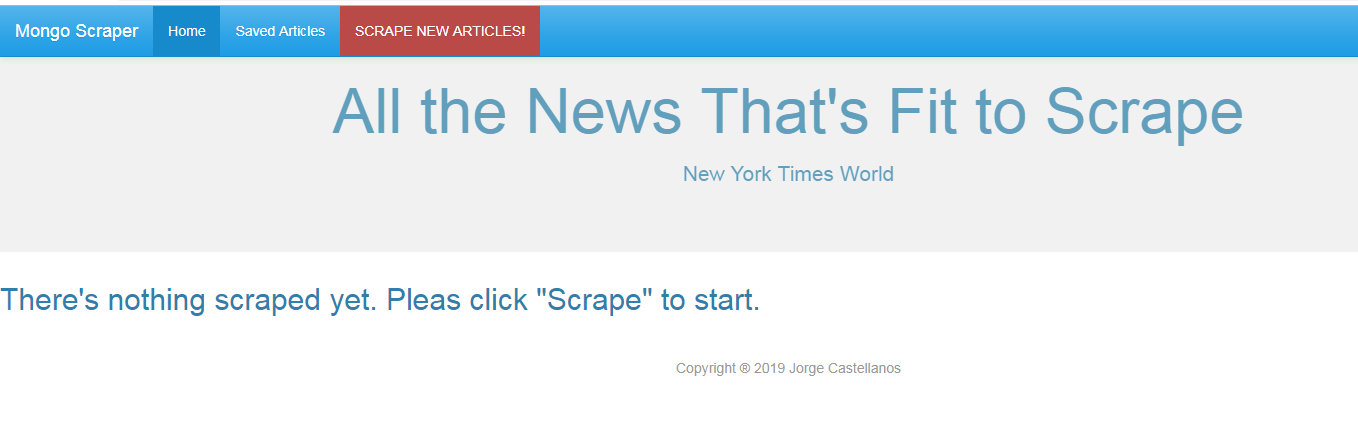 Mongo Scraper Home Saved Articles SCRAPE NEW ARTICLES!
All the News That's Fit to Scrape
New York Times World
There's nothing scraped yet. Pleas click "Scrape" to start.
Copyright ® 2019 Jorge Castellanos